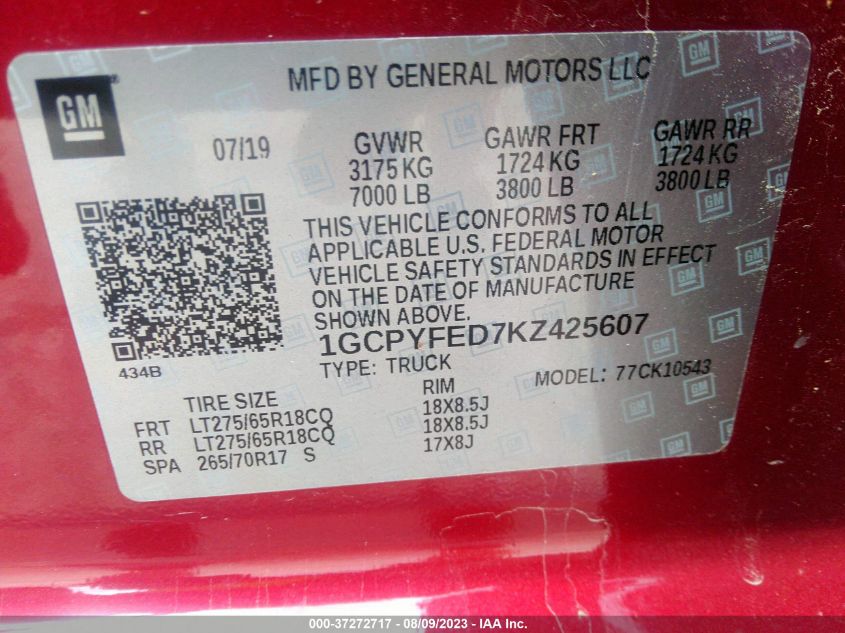 MFD BY GENERAL MOTORS LLC
GM
07/19
GVWR
3175 KG
7000 LB
GAWR FRT
1724 KG
3800 LB
GAWR RR
1724 KG
3800 LB
THIS VEHICLE CONFORMS TO ALL
APPLICABLE U.S. FEDERAL MOTOR
VEHICLE SAFETY STANDARDS IN EFFECT
ON THE DATE OF MANUFACTURE
SHOWN ABOVE.
1GCPYFED7KZ425607
TYPE: TRUCK
MODEL: 77CK10543
434B
TIRE SIZE
RIM
FRT LT275/65R18CQ 18X8.5J
RR LT275/65R18CQ 18X8.5J
SPA 265/70R17 S 17X8J
000-37272717 - 08/09/2023 - IAA Inc.